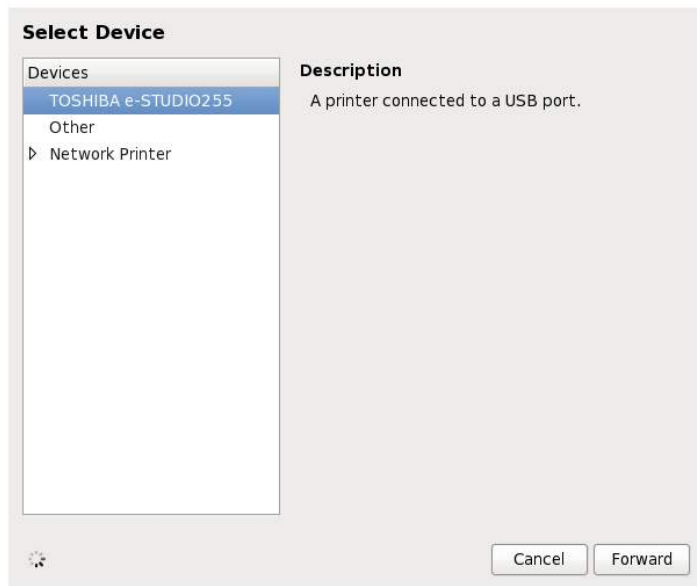 Select Device
Devices
TOSHIBA e-STUDIO255
Other
Network Printer
Description
A printer connected to a USB port.
Cancel
Forward